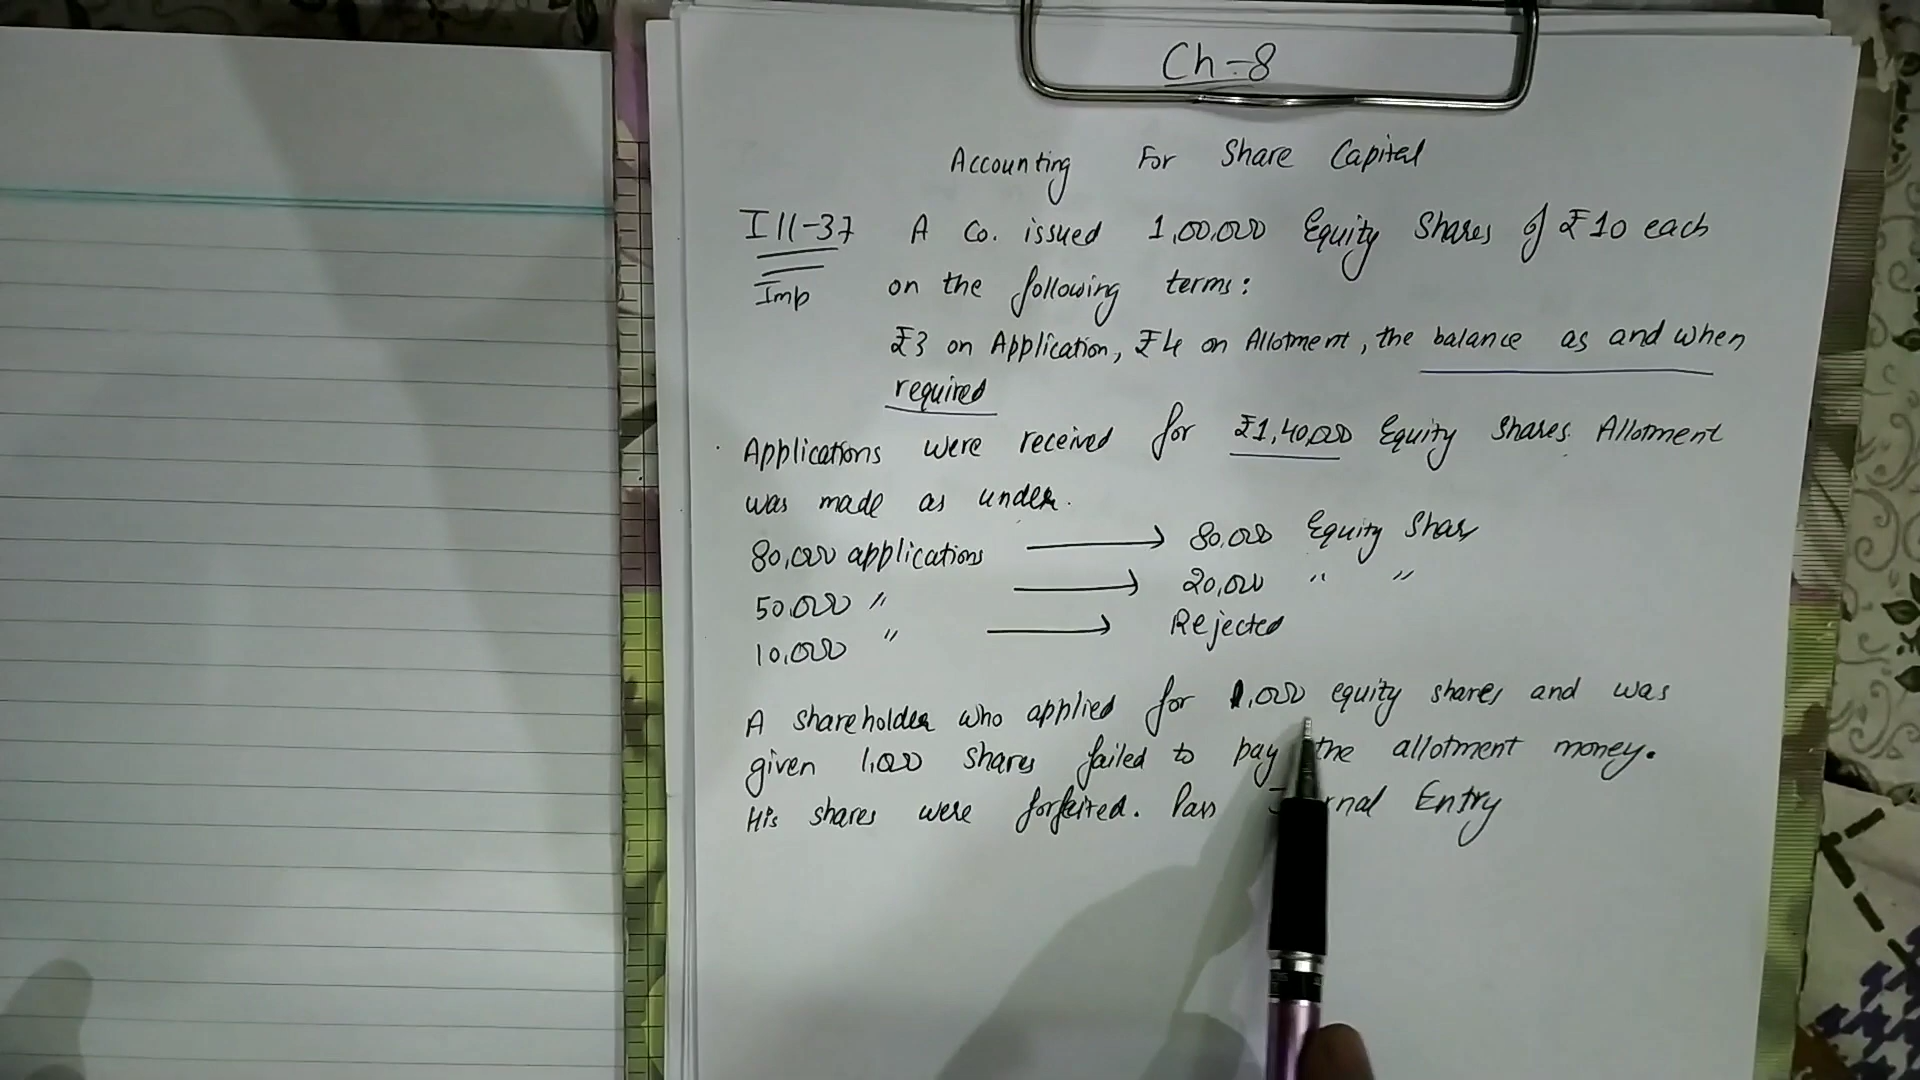 Ch-8
Accounting For Share Capital
Ill-37 A Co. issued 1,00,000 Equity Shares of ₹10 each
Imp on the following terms:
₹3 on Application, ₹4 on Allotment, the balance as and when
required
Applications were received for ₹1,40,000 Equity Shares. Allotment
was made as under.
80,000 applications → 80,000 Equity Shares
50,000 〃 → 20,000 〃 〃
10,000 〃 → Rejected
A shareholder who applied for 1,000 equity shares and was
given 1,000 shares failed to pay the allotment money.
His shares were forfeited. Pass Entry